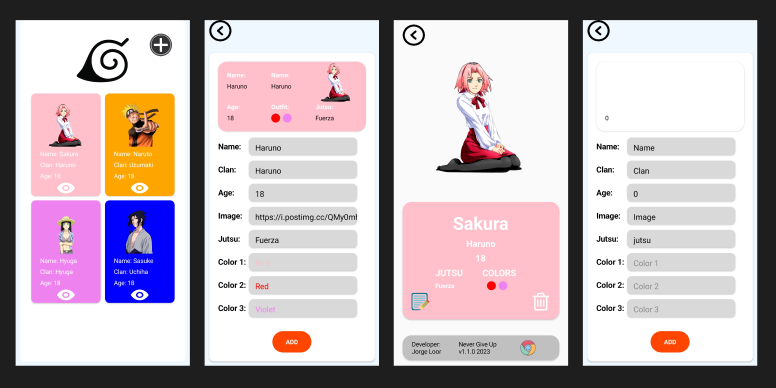 Name: Sakura
Clan: Haruno
Age: 18
Name: Naruto
Clan: Uzumaki
Age: 18
Name: Hyuga
Clan: Hyuga
Age: 18
Name: Sasuke
Clan: Uchiha
Age: 18
Name: Name:
Haruno Haruno
Age: Outfit: Jutsu:
18 Fuerza
Name: Haruno
Clan: Haruno
Age: 18
Image: https://i.postimg.cc/QMy0mH
Jutsu: Fuerza
Color 1:
Color 2: Red
Color 3: Violet
ADD
Sakura
Haruno
18
JUTSU COLORS
Fuerza
Developer: Never Give Up
Jorge Loor v1.1.0 2023
0
Name: Name
Clan: Clan
Age: 0
Image: Image
Jutsu: jutsu
Color 1: Color 1
Color 2: Color 2
Color 3: Color 3
ADD